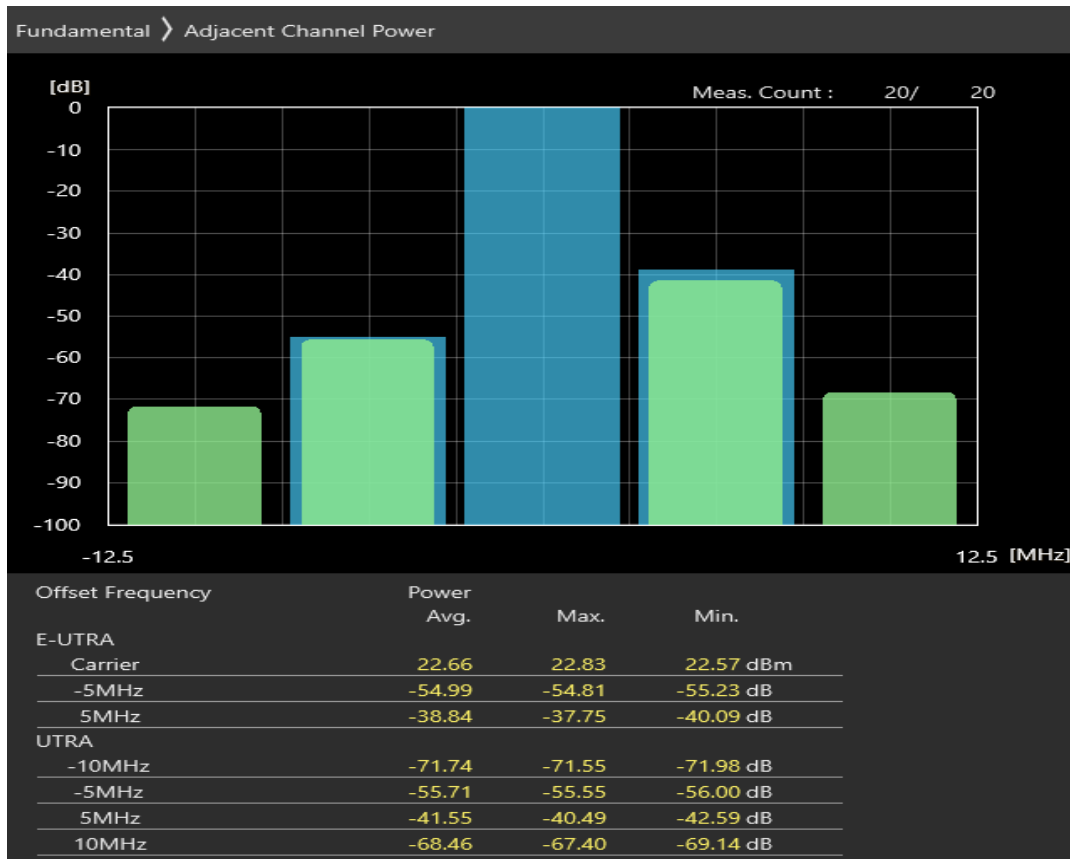 Fundamental 〉 Adjacent Channel Power
[dB]
Meas. Count : 20/ 20
0
-10
-20
-30
-40
-50
-60
-70
-80
-90
-100
-12.5 12.5 [MHz]
Offset Frequency Power
Avg. Max. Min.
E-UTRA
Carrier 22.66 22.83 22.57 dBm
-5MHz -54.99 -54.81 -55.23 dB
5MHz -38.84 -37.75 -40.09 dB
UTRA
-10MHz -71.74 -71.55 -71.98 dB
-5MHz -55.71 -55.55 -56.00 dB
5MHz -41.55 -40.49 -42.59 dB
10MHz -68.46 -67.40 -69.14 dB